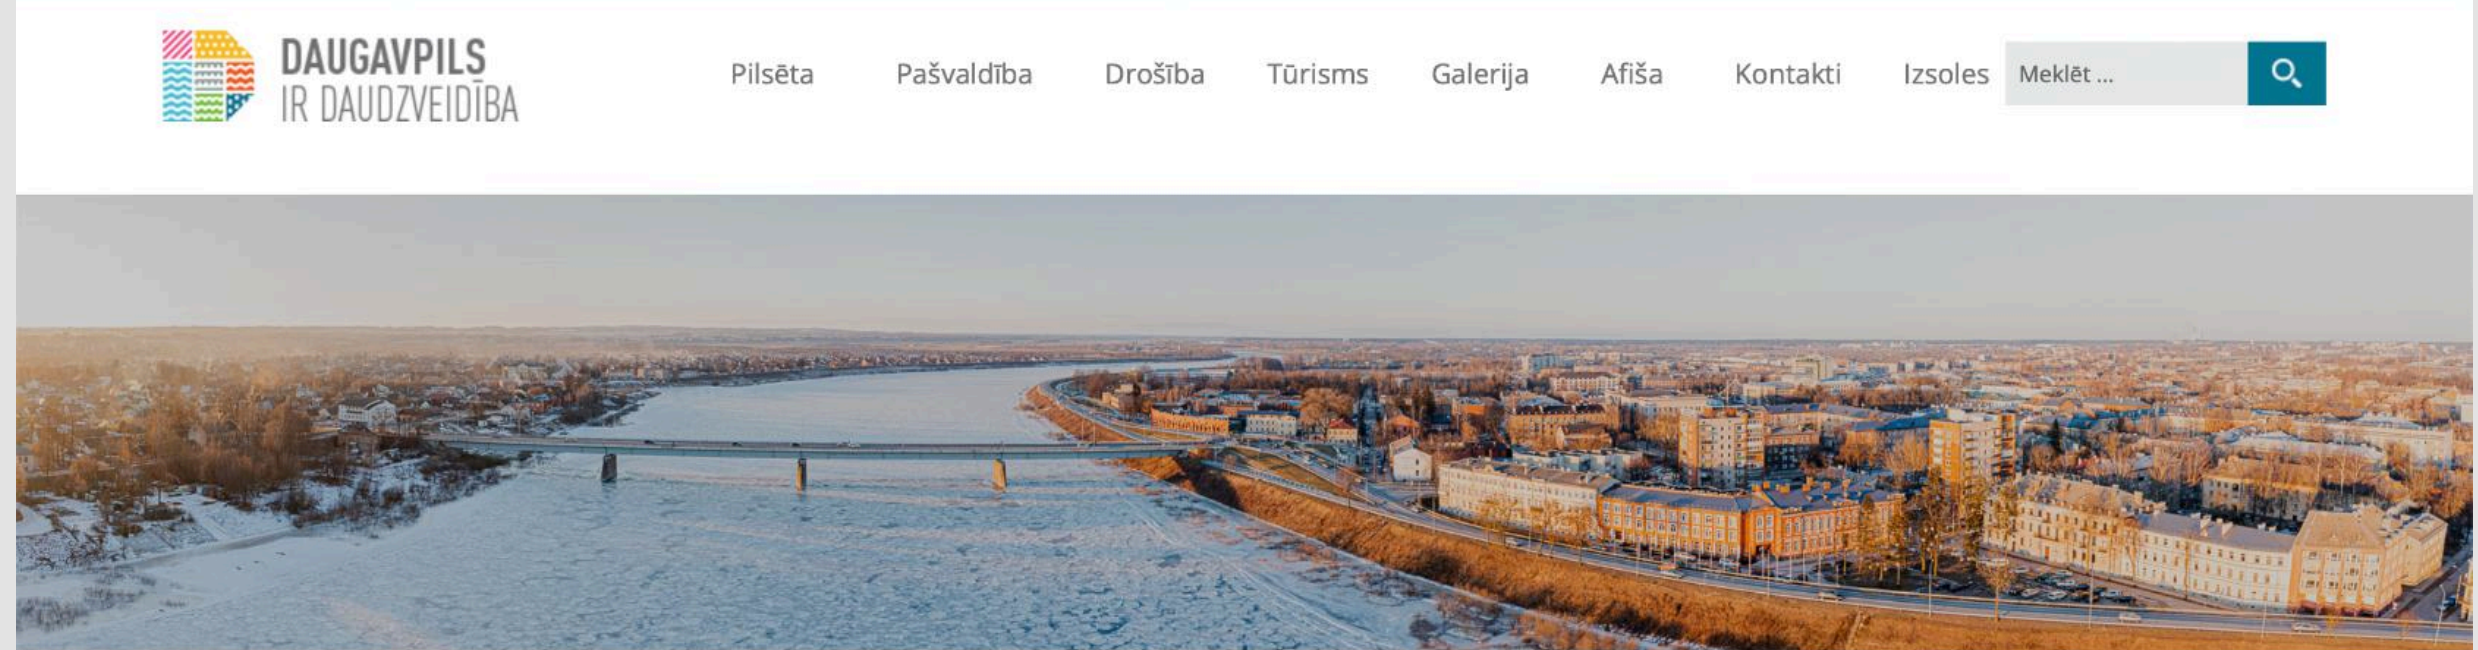 DAUGAVPILS
IR DAUDZVEIDĪBA
Pilsēta Pašvaldība Drošība Tūrisms Galerija Afiša Kontakti Izsoles Meklēt ...